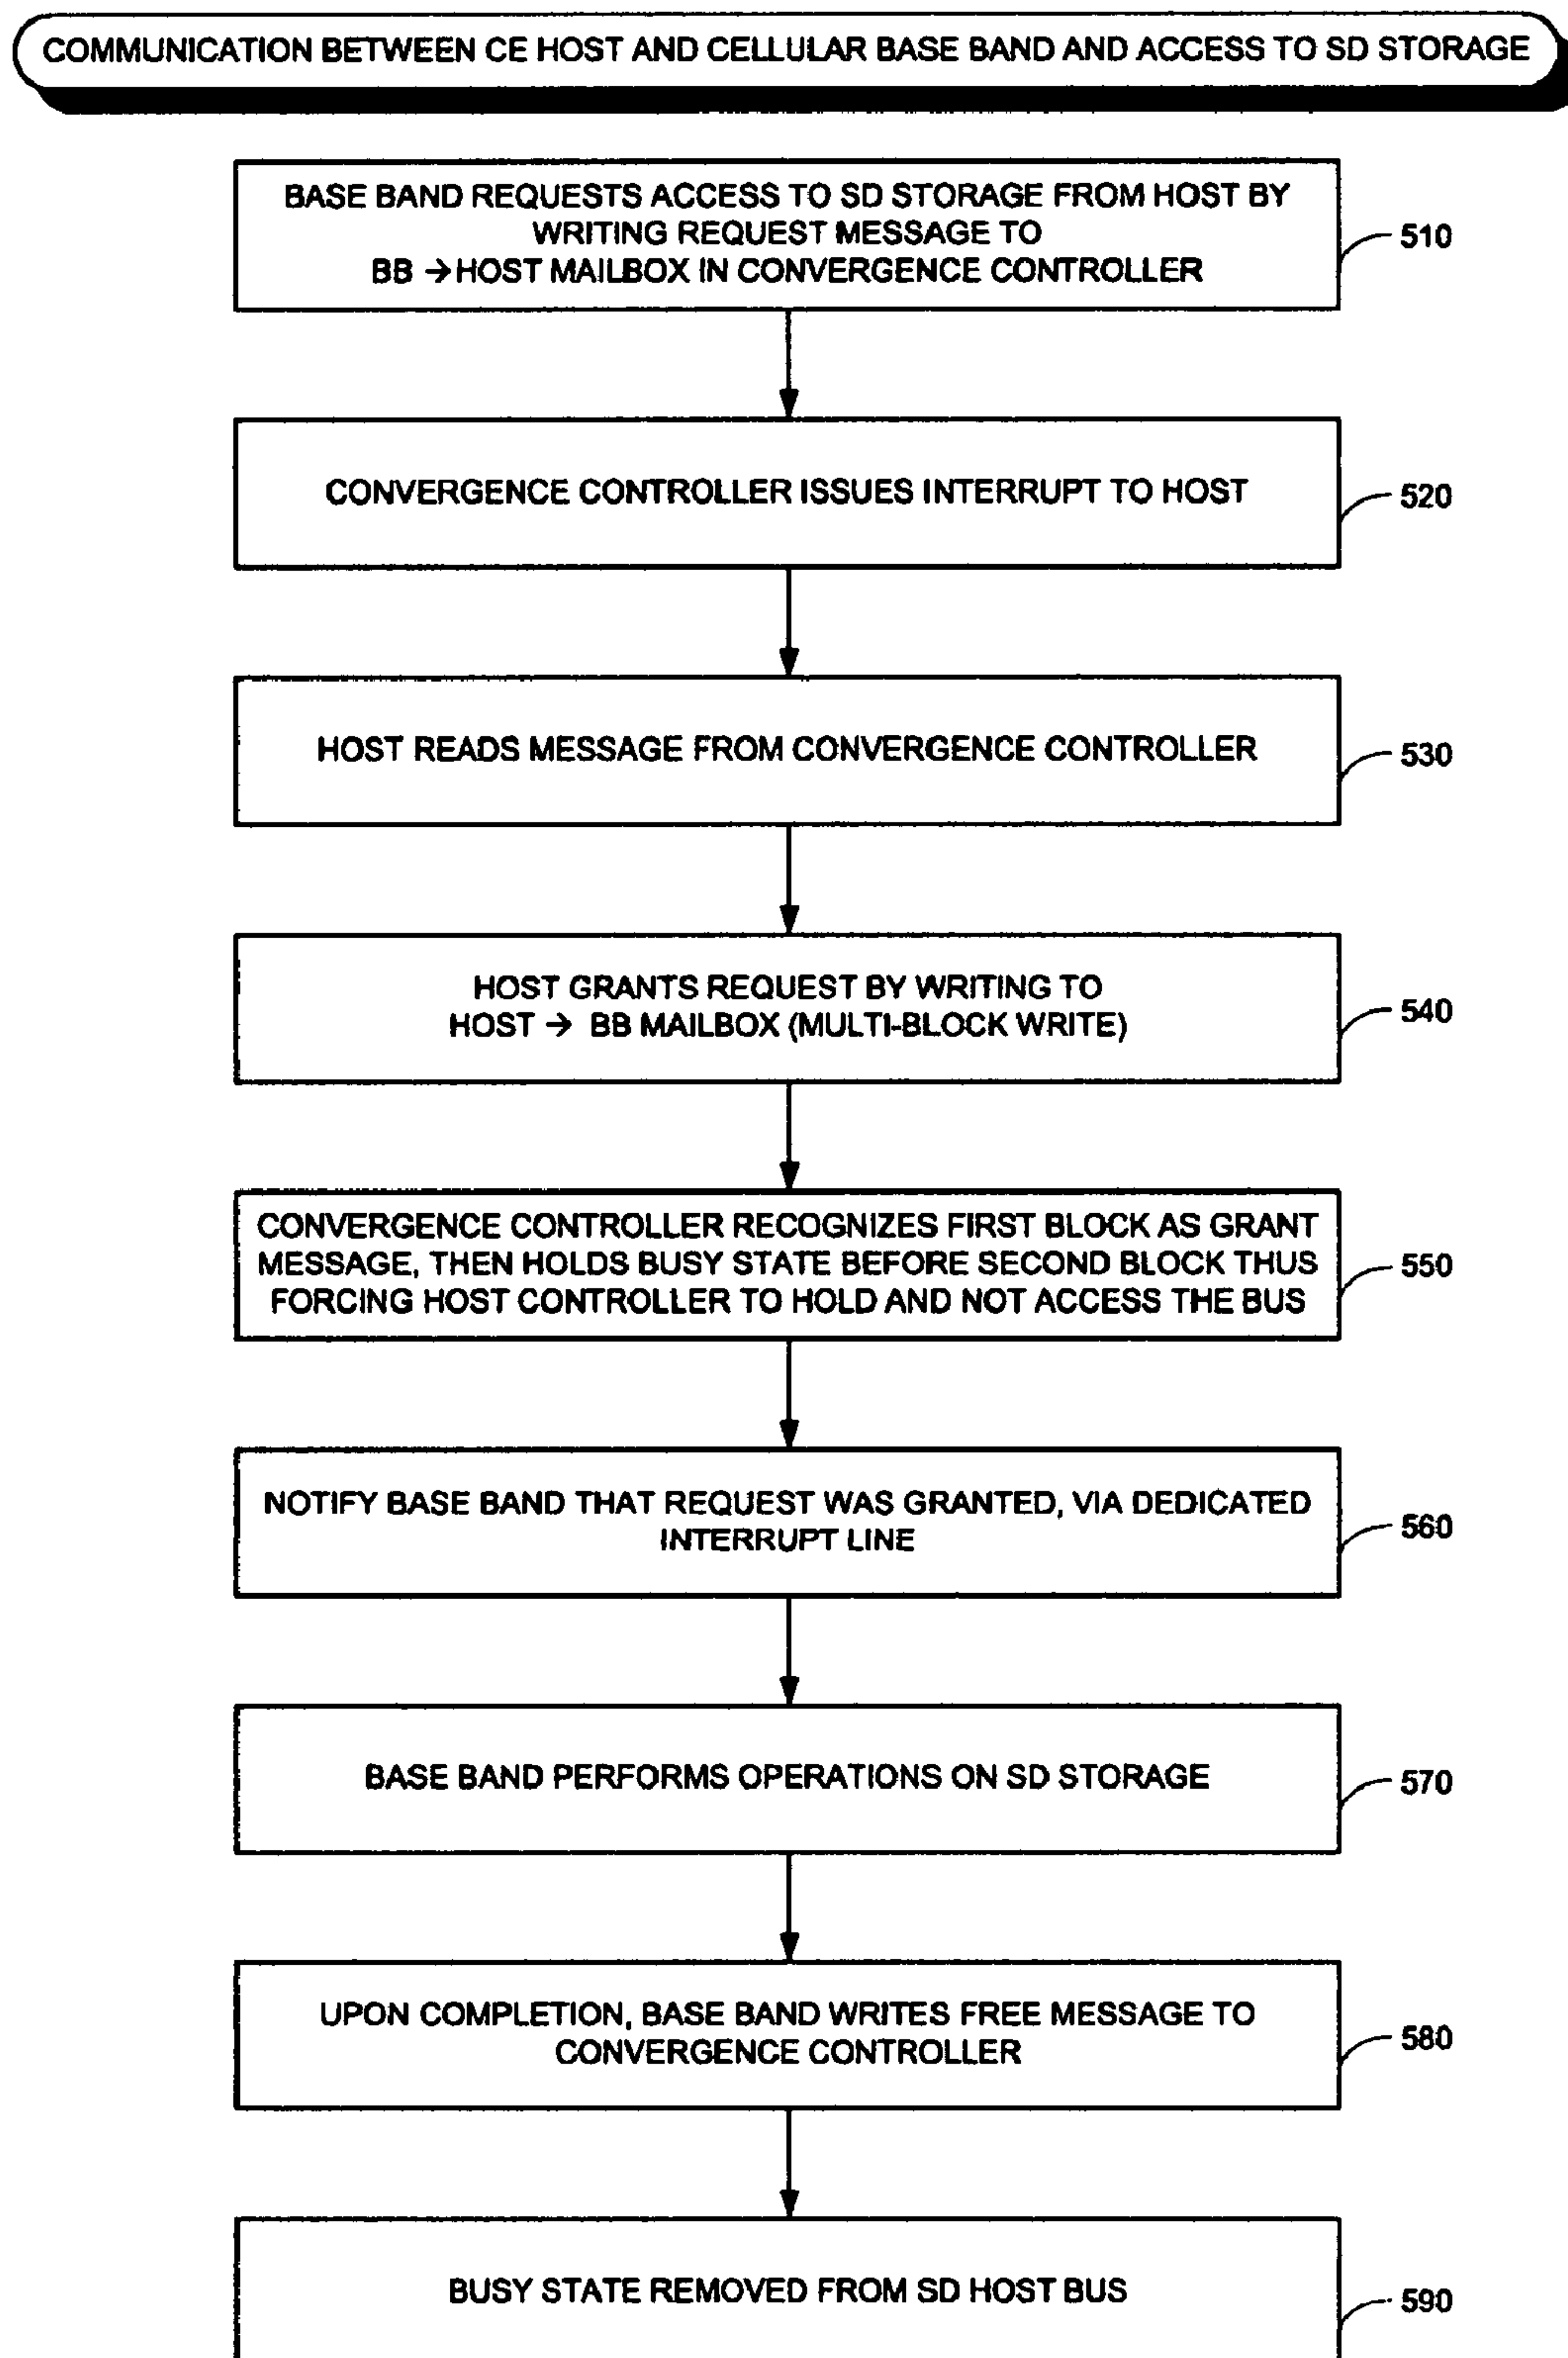 COMMUNICATION BETWEEN CE HOST AND CELLULAR BASE BAND AND ACCESS TO SD STORAGE
BASE BAND REQUESTS ACCESS TO SD STORAGE FROM HOST BY
WRITING REQUEST MESSAGE TO
BB →HOST MAILBOX IN CONVERGENCE CONTROLLER
510
CONVERGENCE CONTROLLER ISSUES INTERRUPT TO HOST
520
HOST READS MESSAGE FROM CONVERGENCE CONTROLLER
530
HOST GRANTS REQUEST BY WRITING TO
HOST → BB MAILBOX (MULTI-BLOCK WRITE)
540
CONVERGENCE CONTROLLER RECOGNIZES FIRST BLOCK AS GRANT
MESSAGE, THEN HOLDS BUSY STATE BEFORE SECOND BLOCK THUS
FORCING HOST CONTROLLER TO HOLD AND NOT ACCESS THE BUS
550
NOTIFY BASE BAND THAT REQUEST WAS GRANTED, VIA DEDICATED
INTERRUPT LINE
560
BASE BAND PERFORMS OPERATIONS ON SD STORAGE
570
UPON COMPLETION, BASE BAND WRITES FREE MESSAGE TO
CONVERGENCE CONTROLLER
580
BUSY STATE REMOVED FROM SD HOST BUS
590